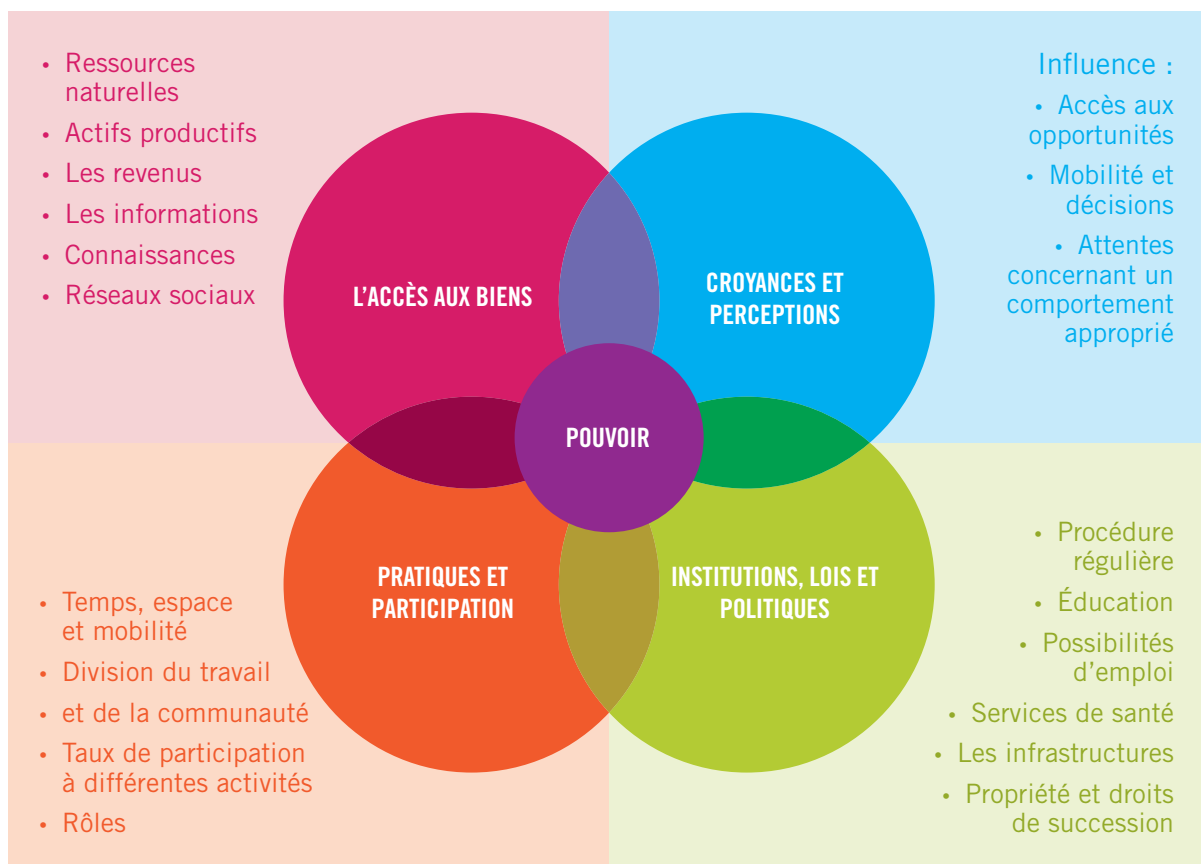 • Ressources
naturelles
• Actifs productifs
• Les revenus
• Les informations
• Connaissances
• Réseaux sociaux
Influence :
• Accès aux
opportunités
• Mobilité et
décisions
• Attentes
concernant un
comportement
approprié
L'ACCÈS AUX BIENS
CROYANCES ET
PERCEPTIONS
POUVOIR
PRATIQUES ET
PARTICIPATION
INSTITUTIONS, LOIS ET
POLITIQUES
• Temps, espace
et mobilité
• Division du travail
• et de la communauté
• Taux de participation
à différentes activités
• Rôles
• Procédure
régulière
• Éducation
• Possibilités
d'emploi
• Services de santé
• Les infrastructures
• Propriété et droits
de succession